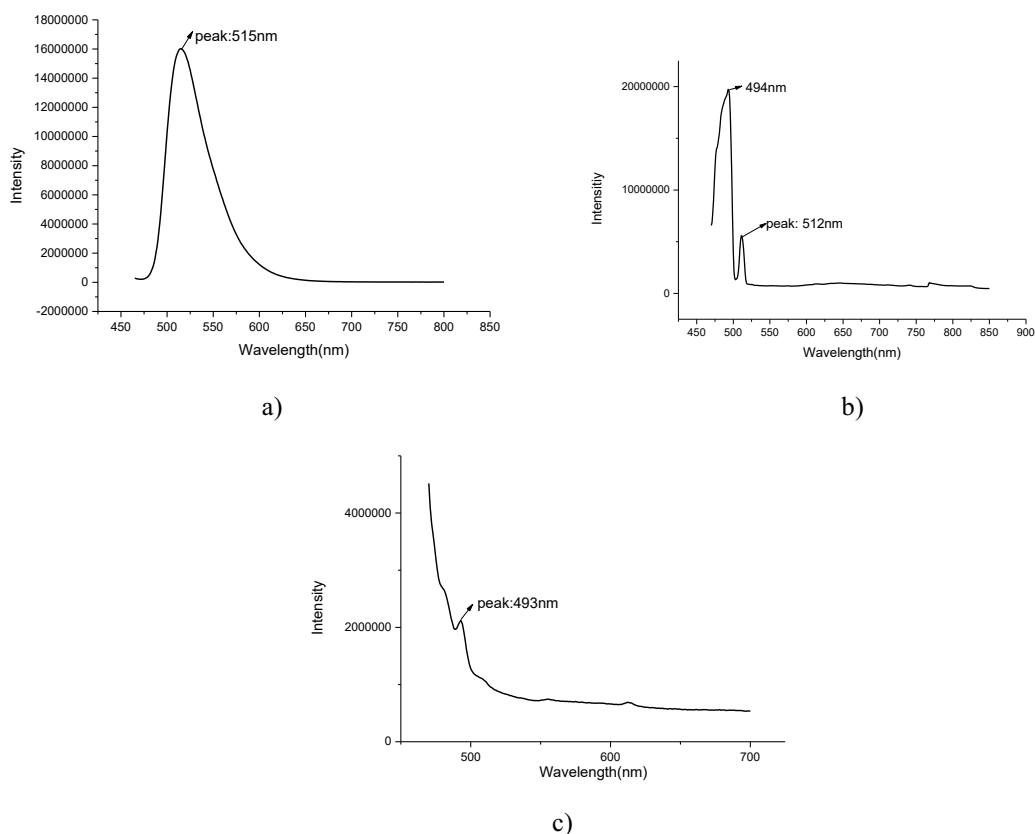 18000000
16000000
14000000
12000000
10000000
8000000
6000000
4000000
2000000
0
-2000000
Intensity
peak:515nm
450 500 550 600 650 700 750 800 850
Wavelength(nm)
a)
20000000
10000000
0
Intensitiy
494nm
peak: 512nm
450 500 550 600 650 700 750 800 850 900
Wavelength(nm)
b)
4000000
2000000
0
Intensity
peak:493nm
500 600 700
Wavelength(nm)
c)